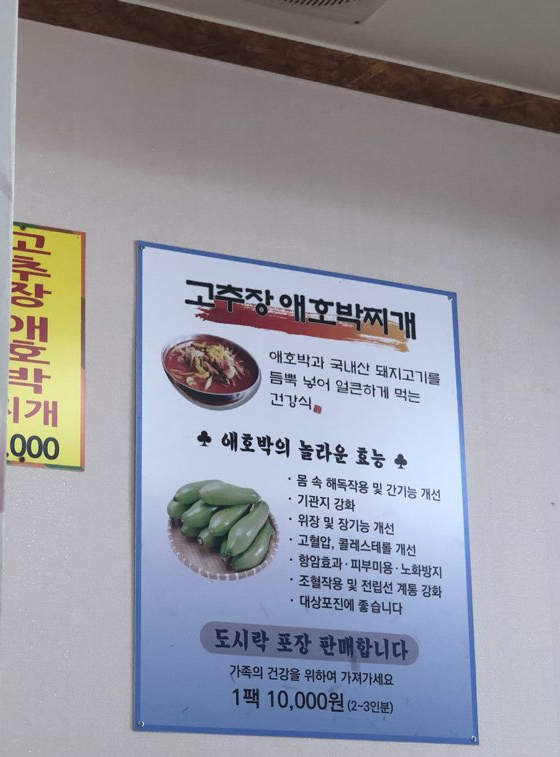 고추장
애호박
찌개
,000
고추장 애호박찌개
애호박과 국내산 돼지고기를
듬뿍 넣어 얼큰하게 먹는
건강식
♣ 애호박의 놀라운 효능 ♣
· 몸 속 해독작용 및 간기능 개선
· 기관지 강화
· 위장 및 장기능 개선
· 고혈압, 콜레스테롤 개선
· 항암효과·피부미용·노화방지
· 조혈작용 및 전립선 계통 강화
· 대상포진에 좋습니다
도시락 포장 판매합니다
가족의 건강을 위하여 가져가세요
1팩 10,000원 (2~3인분)